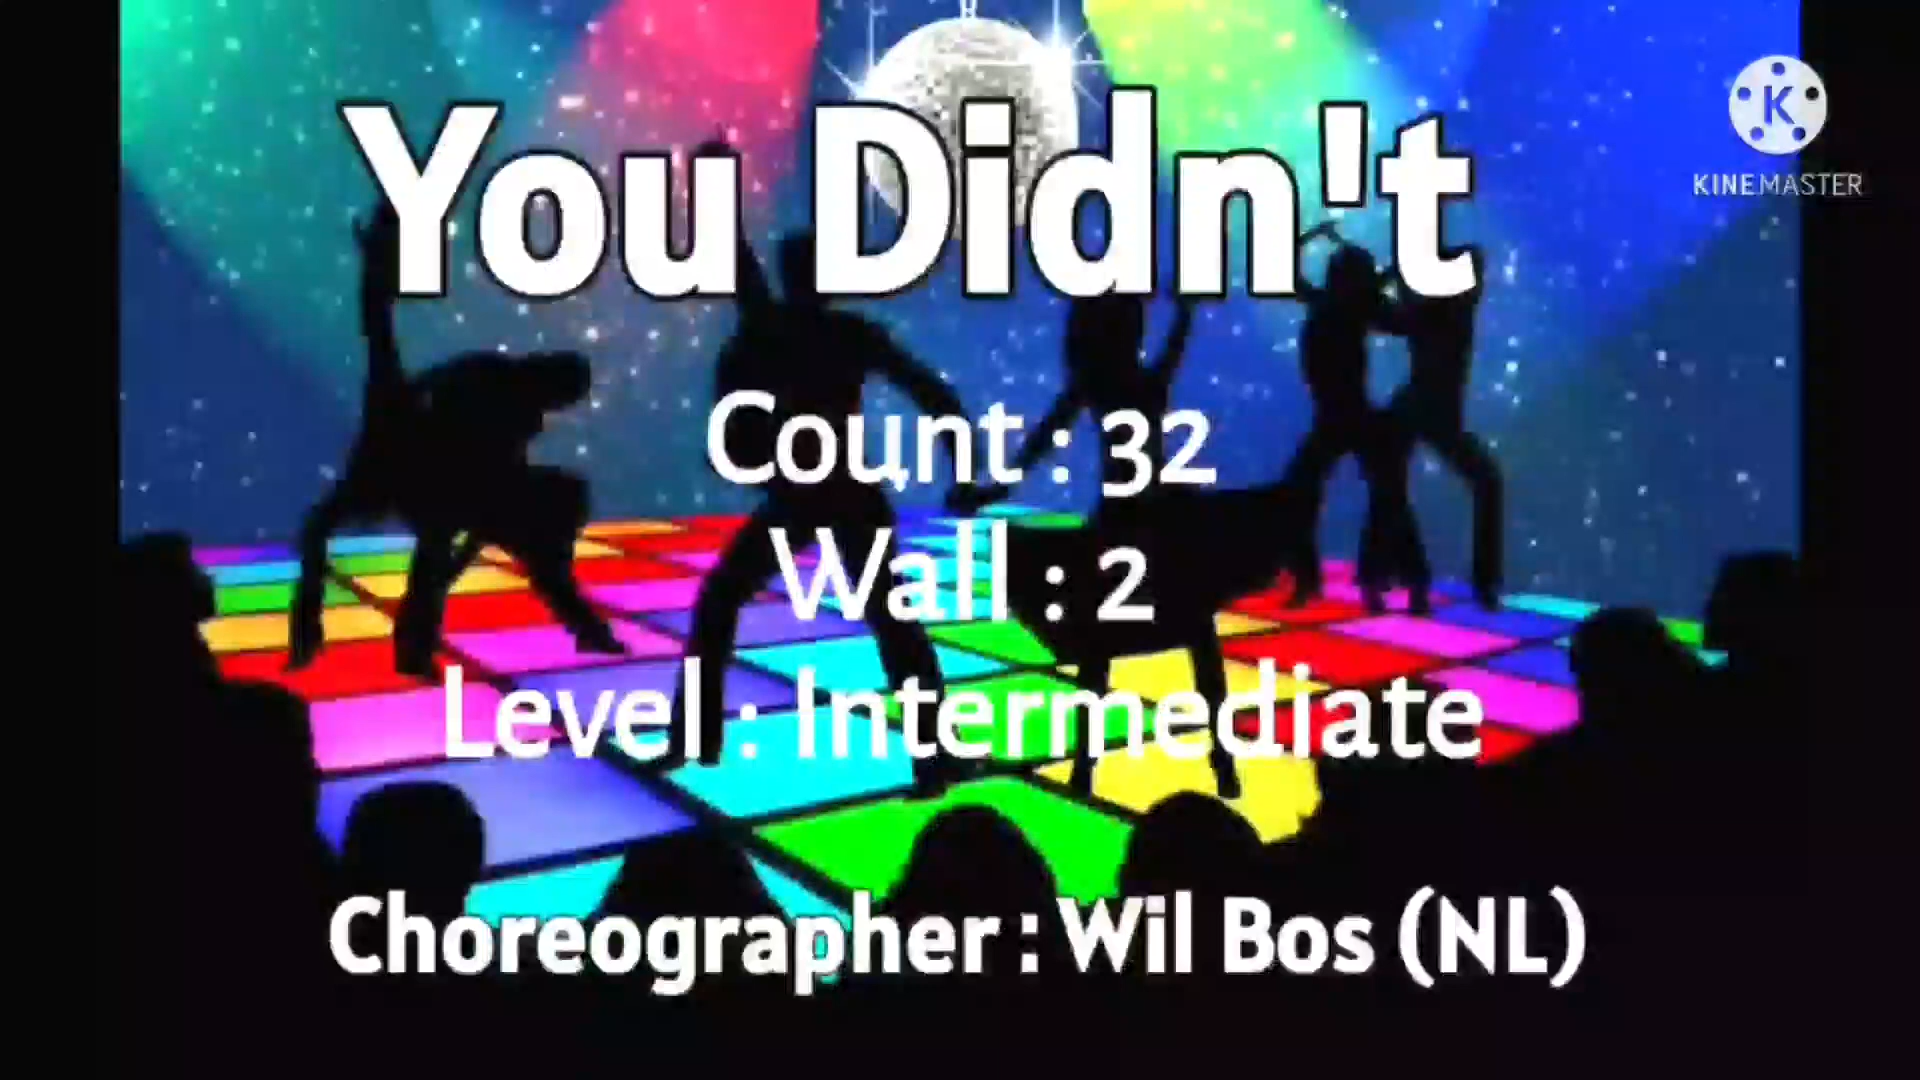 You Didn't
K
KINEMASTER
Count : 32
Wall : 2
Level : Intermediate
Choreographer : Wil Bos (NL)